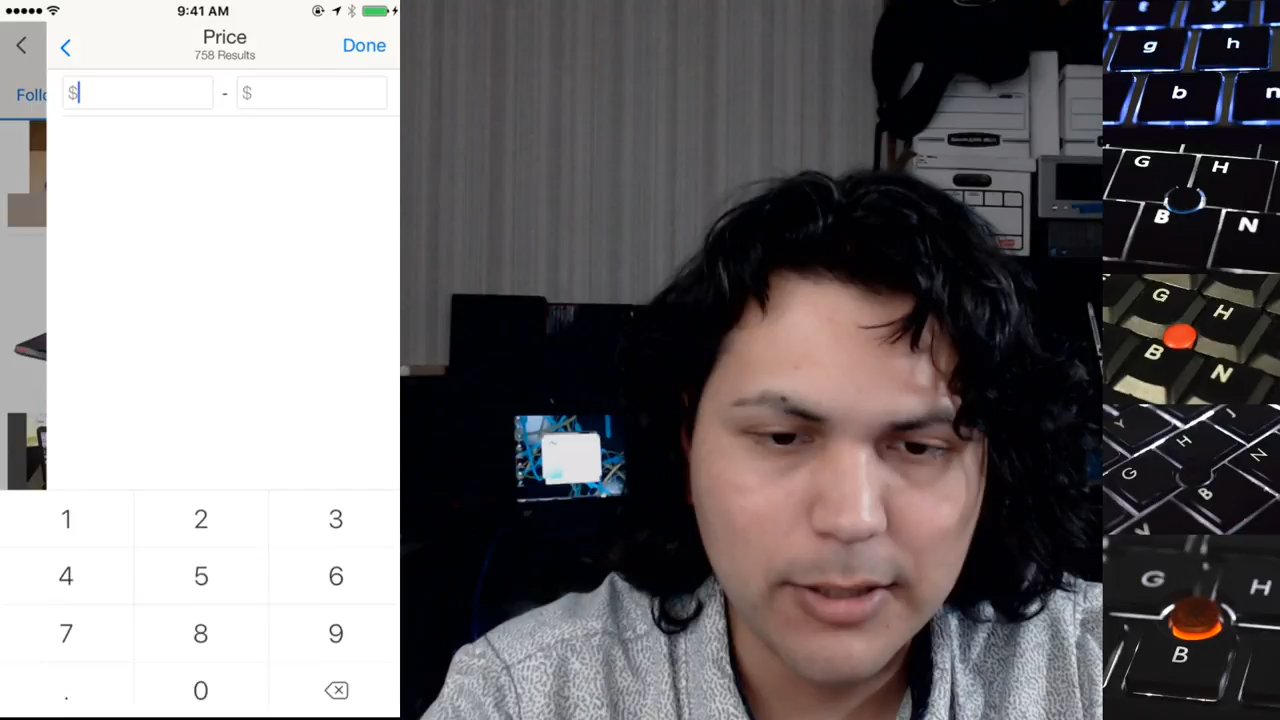 9:41 AM
Price
758 Results
Done
Follo
$ - $
1 2 3
4 5 6
7 8 9
. 0
t y
g h
b n
G H
B N
G H
B N
Y H J
G B N
V
G H
B